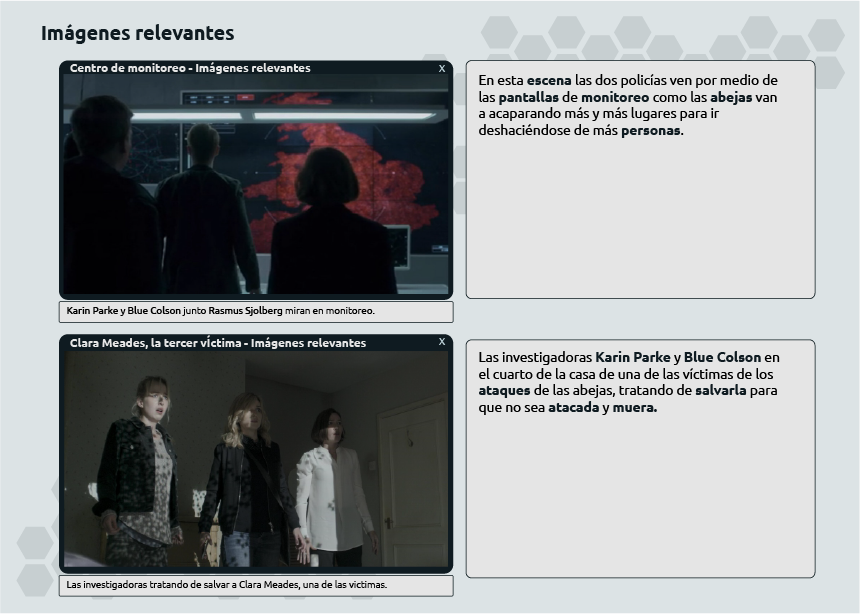 Imágenes relevantes
Centro de monitoreo - Imágenes relevantes X
En esta escena las dos policías ven por medio de
las pantallas de monitoreo como las abejas van
a acaparando más y más lugares para ir
deshaciéndose de más personas.
Karin Parke y Blue Colson junto Rasmus Sjolberg miran en monitoreo.
Clara Meades, la tercer víctima - Imágenes relevantes X
Las investigadoras Karin Parke y Blue Colson en
el cuarto de la casa de una de las víctimas de los
ataques de las abejas, tratando de salvarla para
que no sea atacada y muera.
Las investigadoras tratando de salvar a Clara Meades, una de las victimas.